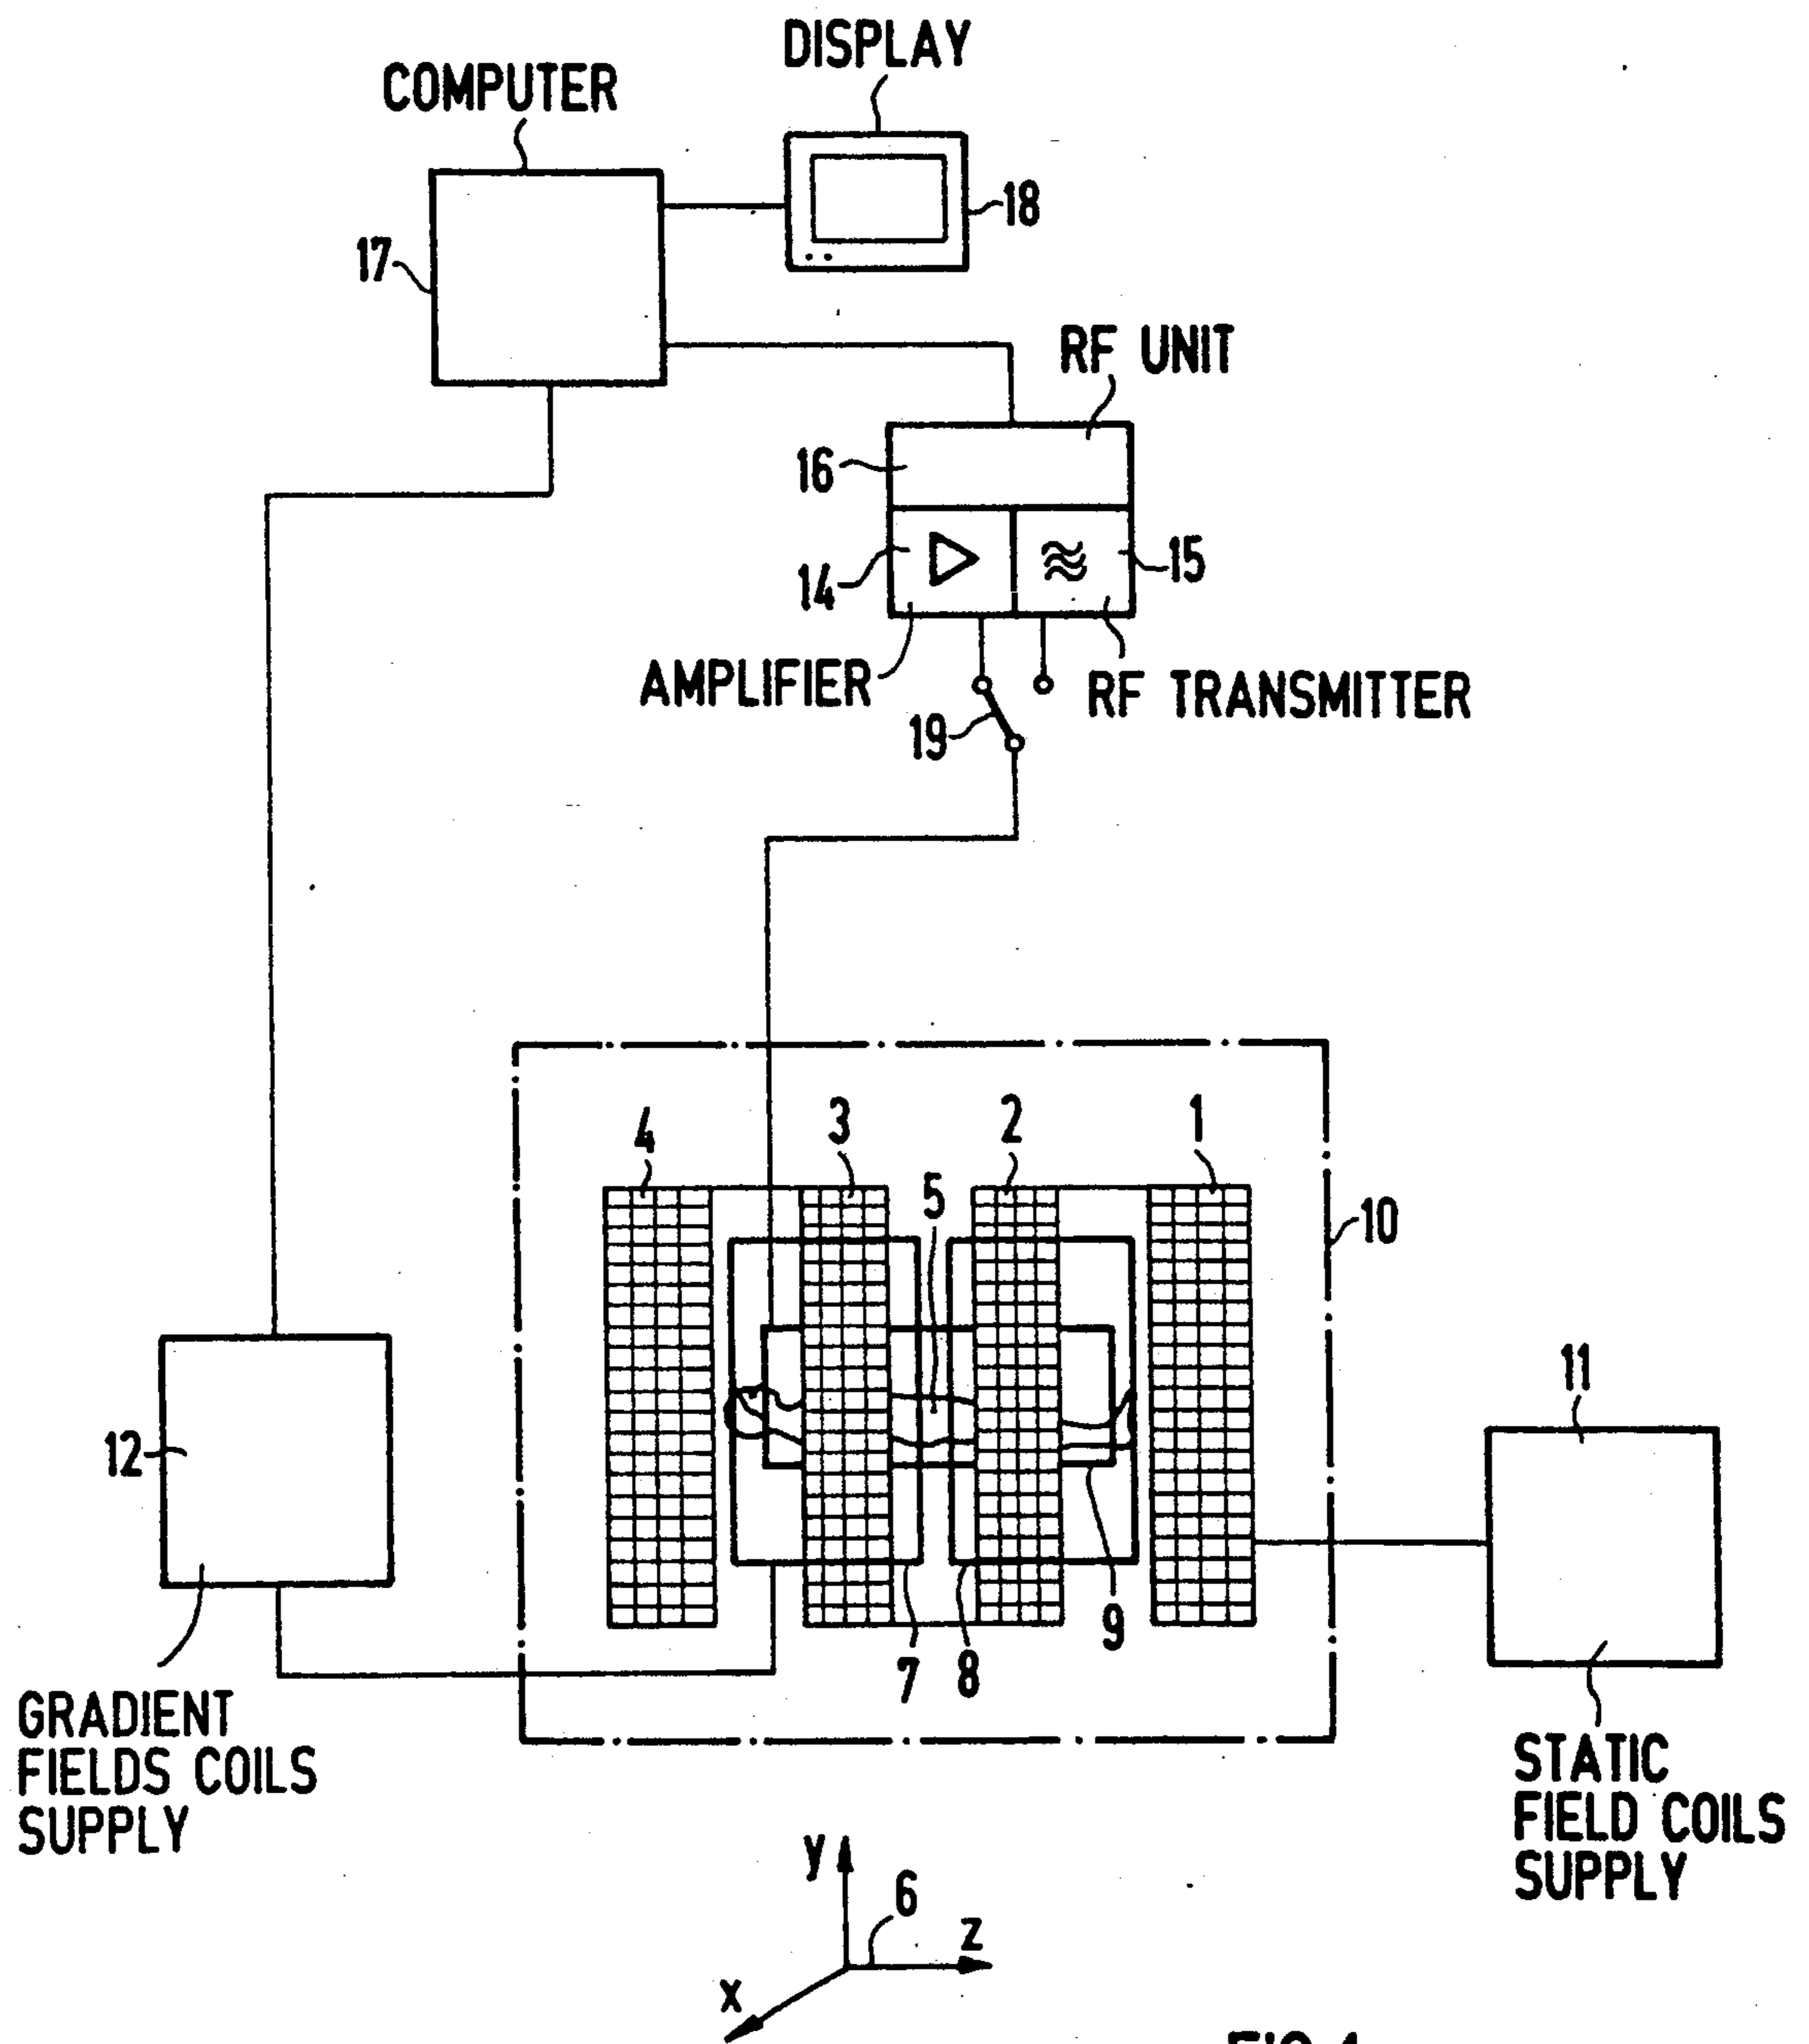 DISPLAY
COMPUTER
18
17
RF UNIT
16
14
15
AMPLIFIER
RF TRANSMITTER
19
4
3
2
1
5
10
11
12
9
7
8
GRADIENT
FIELDS COILS
SUPPLY
STATIC
FIELD COILS
SUPPLY
y
6
z
x